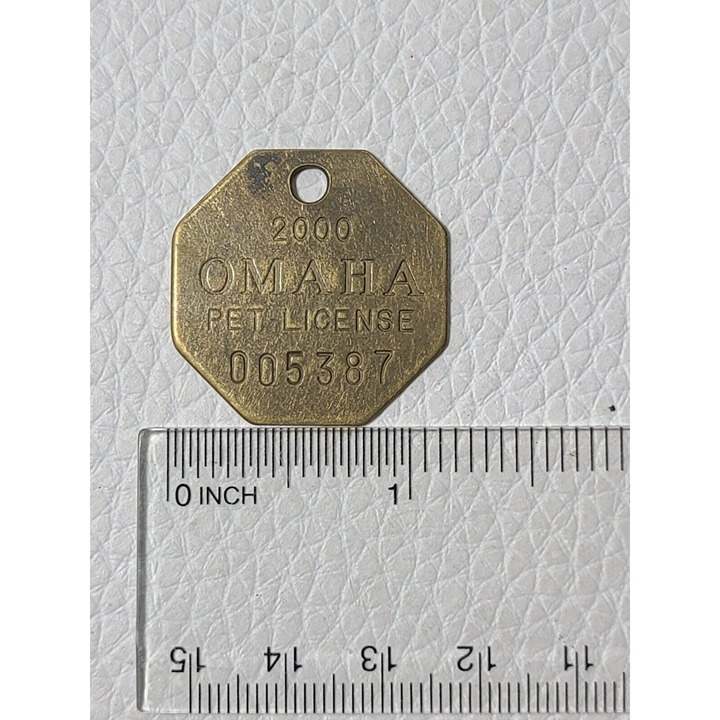 2000
OMAHA
PET LICENSE
005387
0 INCH 1
15 14 13 12 11